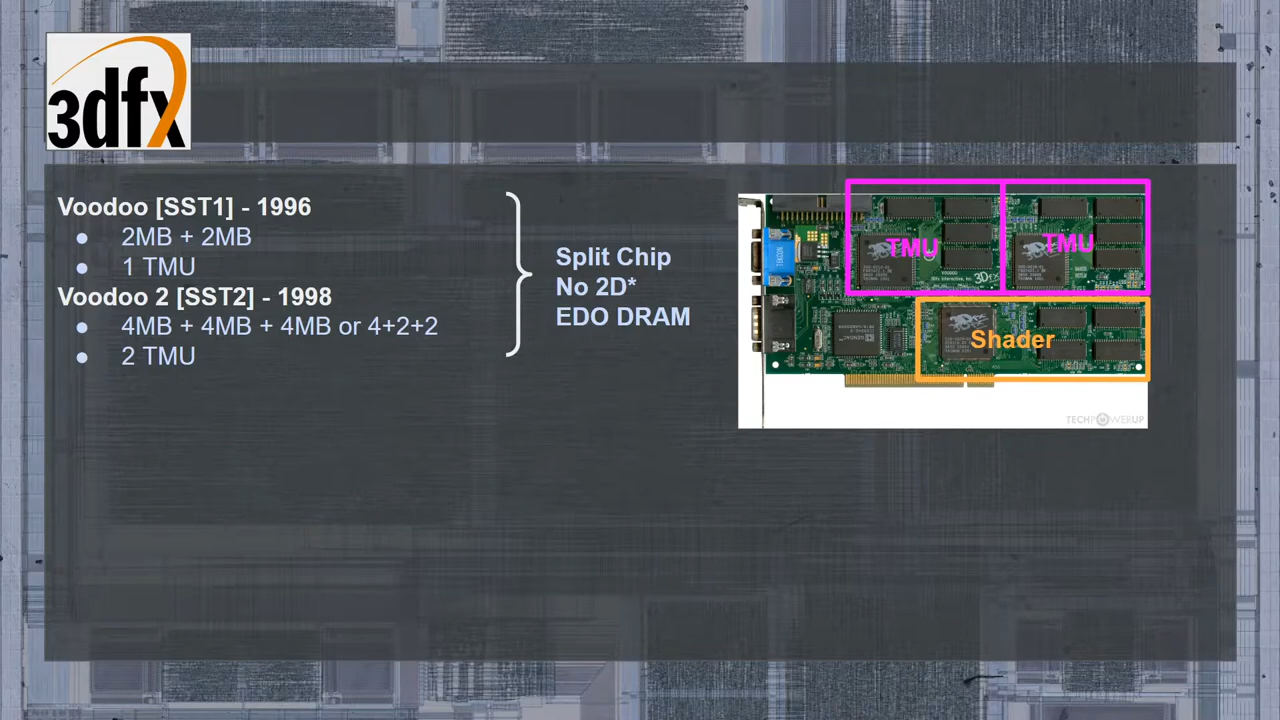 3dfx
Voodoo [SST1] - 1996
● 2MB + 2MB
● 1 TMU
Voodoo 2 [SST2] - 1998
● 4MB + 4MB + 4MB or 4+2+2
● 2 TMU
Split Chip
No 2D*
EDO DRAM
TMU
TMU
Shader
TECHPOWERUP